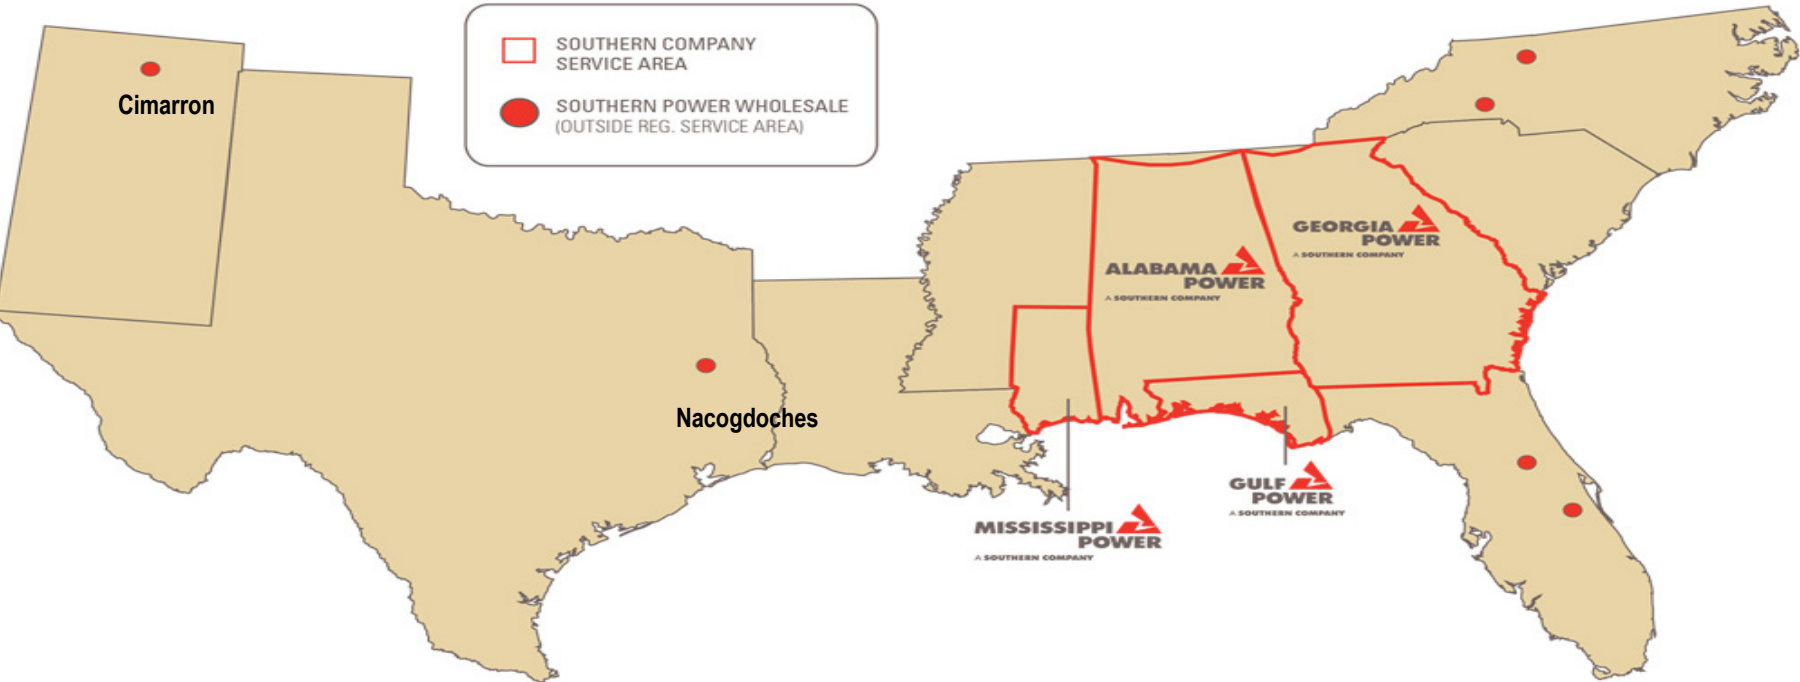 SOUTHERN COMPANY
SERVICE AREA
SOUTHERN POWER WHOLESALE
(OUTSIDE REG. SERVICE AREA)
Cimarron
Nacogdoches
ALABAMA
POWER
A SOUTHERN COMPANY
GEORGIA
POWER
A SOUTHERN COMPANY
MISSISSIPPI
POWER
A SOUTHERN COMPANY
GULF
POWER
A SOUTHERN COMPANY